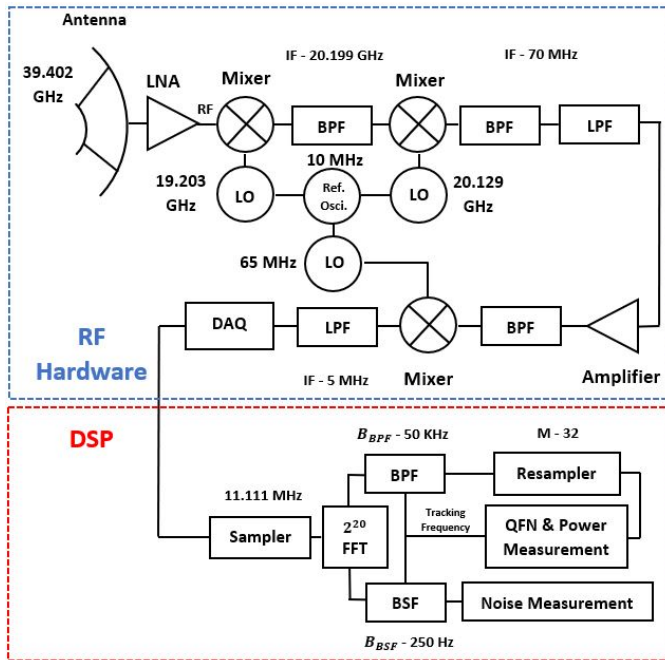 Antenna
39.402
GHz
LNA
RF
Mixer
IF - 20.199 GHz
BPF
Mixer
IF - 70 MHz
BPF
LPF
19.203
GHz
LO
10 MHz
Ref.
Osci.
LO
20.129
GHz
65 MHz
LO
DAQ
LPF
BPF
RF
Hardware
IF - 5 MHz
Mixer
Amplifier
DSP
B_BPF - 50 KHz
M - 32
BPF
Resampler
11.111 MHz
Sampler
2^20
FFT
Tracking
Frequency
QFN & Power
Measurement
BSF
Noise Measurement
B_BSF - 250 Hz